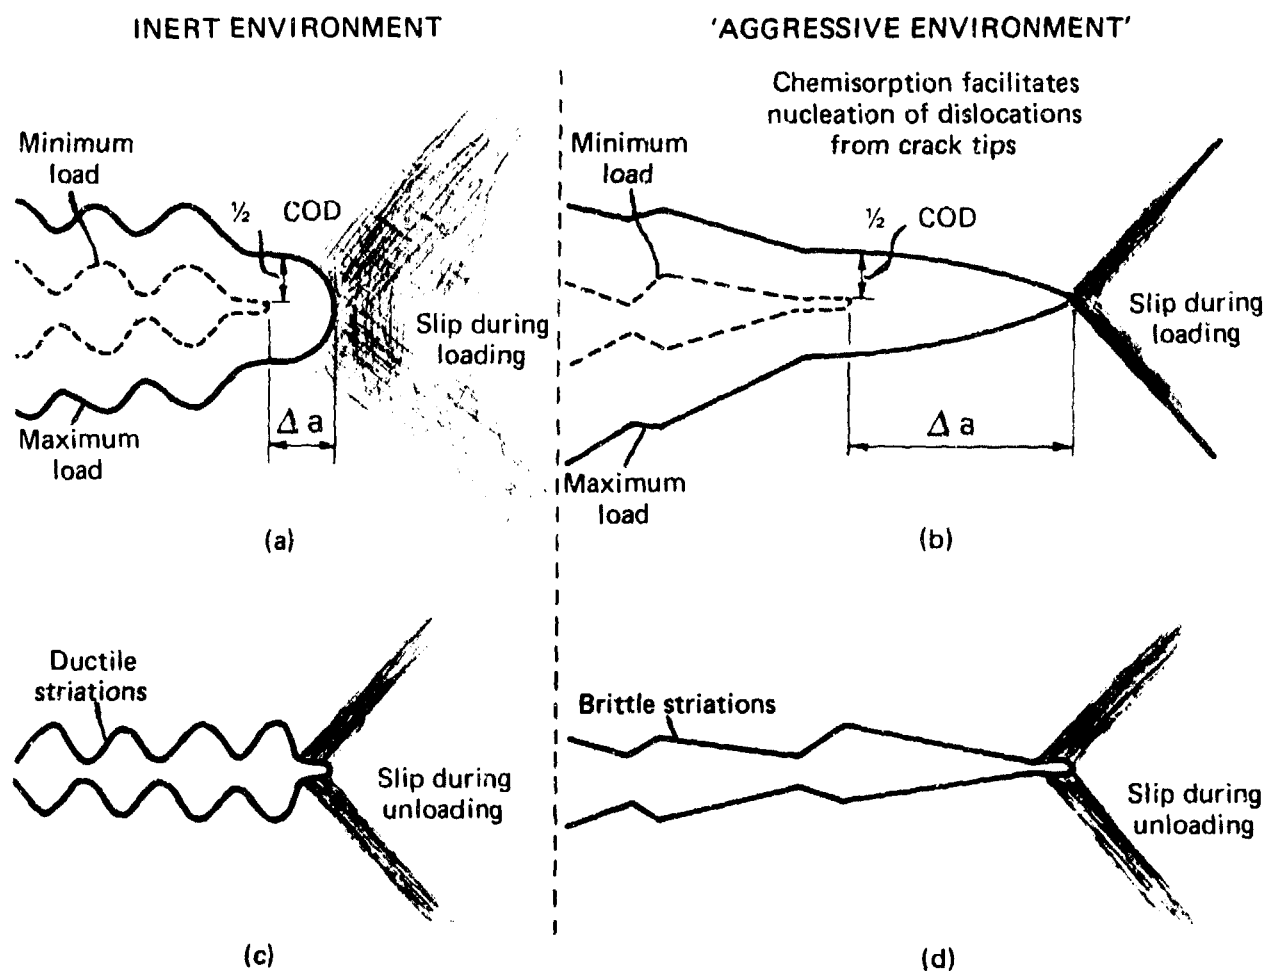 INERT ENVIRONMENT
'AGGRESSIVE ENVIRONMENT'
Chemisorption facilitates
nucleation of dislocations
from crack tips
Minimum
load
½ COD
Slip during
loading
Δ a
Maximum
load
(a)
Minimum
load
½ COD
Slip during
loading
Δ a
Maximum
load
(b)
Ductile
striations
Slip during
unloading
(c)
Brittle striations
Slip during
unloading
(d)